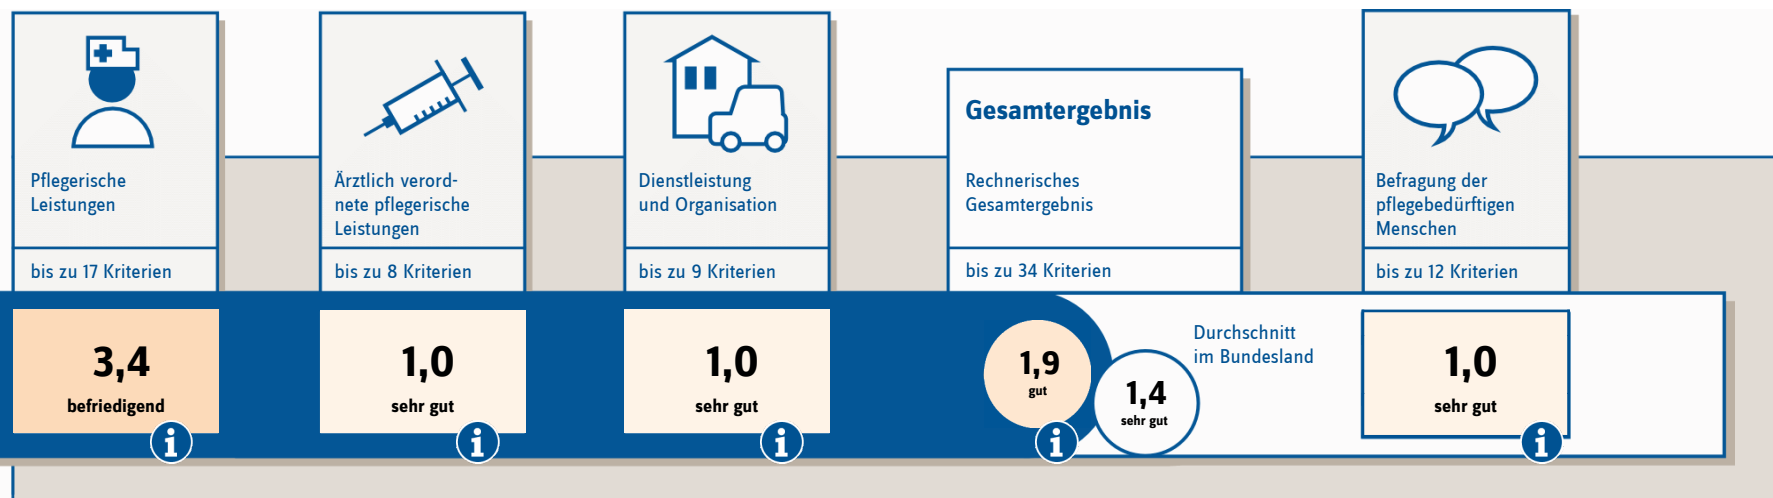 Pflegerische
Leistungen
bis zu 17 Kriterien
3,4
befriedigend
Ärztlich verord-
nete pflegerische
Leistungen
bis zu 8 Kriterien
1,0
sehr gut
Dienstleistung
und Organisation
bis zu 9 Kriterien
1,0
sehr gut
Gesamtergebnis
Rechnerisches
Gesamtergebnis
bis zu 34 Kriterien
1,9
gut
1,4
sehr gut
Durchschnitt
im Bundesland
Befragung der
pflegebedürftigen
Menschen
bis zu 12 Kriterien
1,0
sehr gut